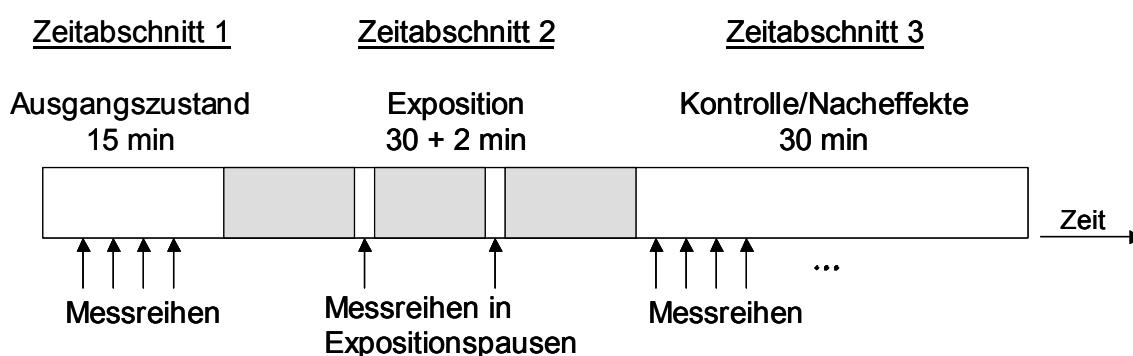 Zeitabschnitt 1 Zeitabschnitt 2 Zeitabschnitt 3
Ausgangszustand Exposition Kontrolle/Nacheffekte
15 min 30 + 2 min 30 min
Zeit
...
Messreihen Messreihen in Messreihen
Expositionspausen